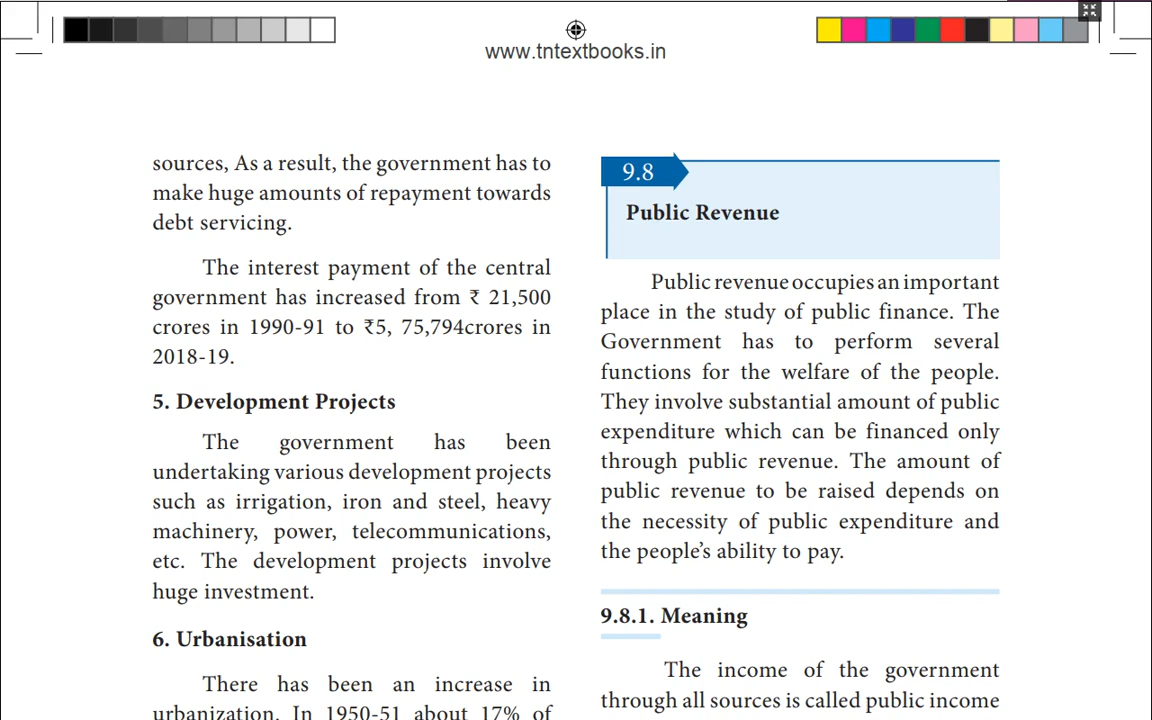 www.tntextbooks.in
sources, As a result, the government has to
make huge amounts of repayment towards
debt servicing.
The interest payment of the central
government has increased from ₹ 21,500
crores in 1990-91 to ₹5, 75,794crores in
2018-19.
5. Development Projects
The government has been
undertaking various development projects
such as irrigation, iron and steel, heavy
machinery, power, telecommunications,
etc. The development projects involve
huge investment.
6. Urbanisation
There has been an increase in
urbanization. In 1950-51 about 17% of
9.8
Public Revenue
Public revenue occupies an important
place in the study of public finance. The
Government has to perform several
functions for the welfare of the people.
They involve substantial amount of public
expenditure which can be financed only
through public revenue. The amount of
public revenue to be raised depends on
the necessity of public expenditure and
the people’s ability to pay.
9.8.1. Meaning
The income of the government
through all sources is called public income